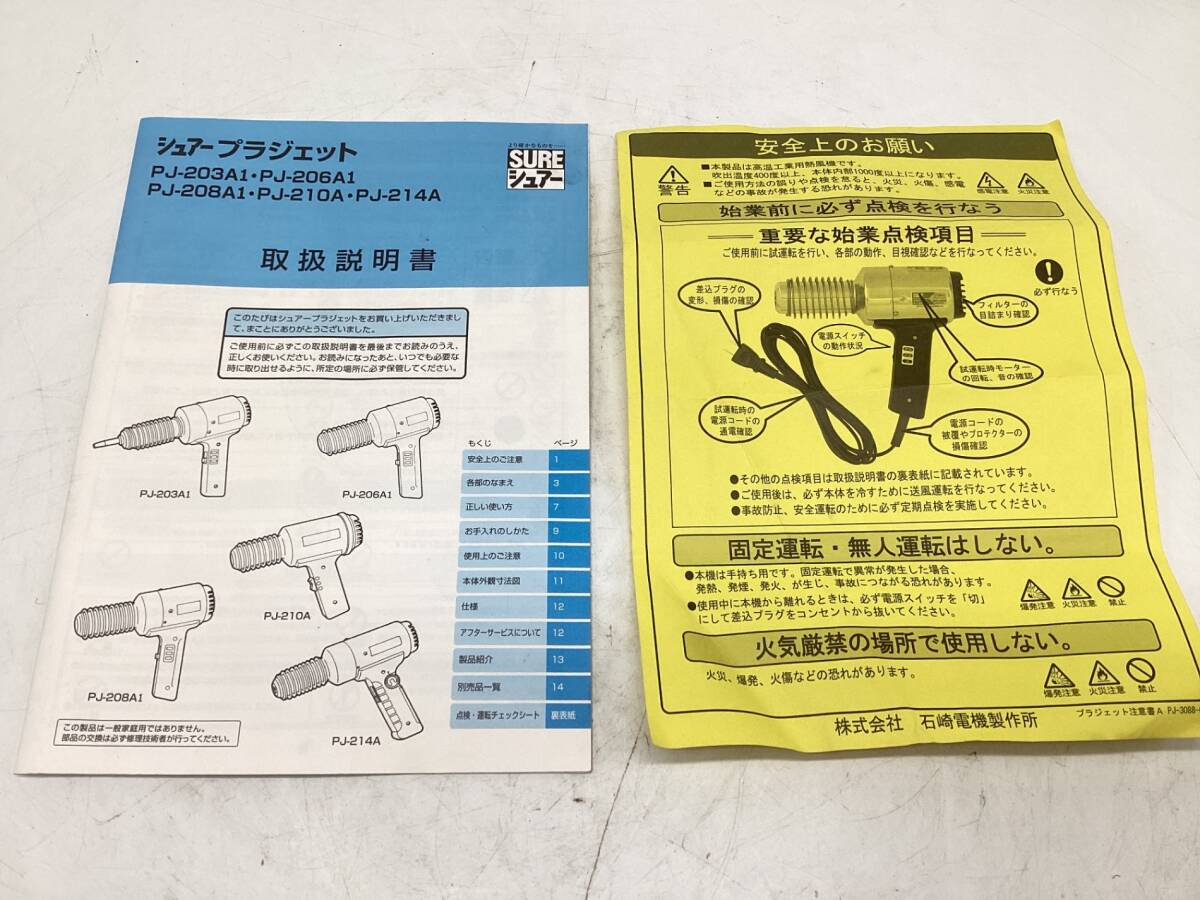 シュアープラジェット
PJ-203A1・PJ-206A1
PJ-208A1・PJ-210A・PJ-214A
より確かなものを……
SURE
シュアー
取扱説明書
このたびはシュアープラジェットをお買い上げいただきまし
て、まことにありがとうございました。
ご使用前に必ずこの取扱説明書を最後までお読みのうえ、
正しくお使いください。お読みになったあと、いつでも必要な
時に取り出せるように、所定の場所に必ず保管してください。
PJ-203A1
PJ-206A1
PJ-210A
PJ-208A1
PJ-214A
もくじ ページ
安全上のご注意 1
各部のなまえ 3
正しい使い方 7
お手入れのしかた 9
使用上のご注意 10
本体外観寸法図 11
仕様 12
アフターサービスについて 12
製品紹介 13
別売品一覧 14
点検・運転チェックシート 裏表紙
この製品は一般家庭用ではありません。
部品の交換は必ず修理技術者が行ってください。
安全上のお願い
警告
■本製品は高温工業用熱風機です。
吹出温度400度以上、本体内部1000度以上になります。
■ご使用方法の誤りや点検を怠ると、火災、火傷、感電
などの事故が発生する恐れがあります。
感電注意
火災注意
始業前に必ず点検を行なう
重要な始業点検項目
ご使用前に試運転を行い、各部の動作、目視確認などを行なってください。
必ず行なう
差込プラグの
変形、損傷の確認
電源スイッチ
の動作状況
フィルターの
目詰まり確認
試運転時モーター
の回転、音の確認
試運転時の
電源コードの
通電確認
電源コードの
被覆やプロテクターの
損傷確認
●その他の点検項目は取扱説明書の裏表紙に記載されています。
●ご使用後は、必ず本体を冷すために送風運転を行なってください。
●事故防止、安全運転のために必ず定期点検を実施してください。
固定運転・無人運転はしない。
●本機は手持ち用です。固定運転で異常が発生した場合、
発熱、発煙、発火、が生じ、事故につながる恐れがあります。
●使用中に本機から離れるときは、必ず電源スイッチを「切」
にして差込プラグをコンセントから抜いてください。
爆発注意
火災注意
禁止
火気厳禁の場所で使用しない。
火災、爆発、火傷などの恐れがあります。
爆発注意
火災注意
禁止
株式会社 石崎電機製作所
プラジェット注意書A PJ-3088-